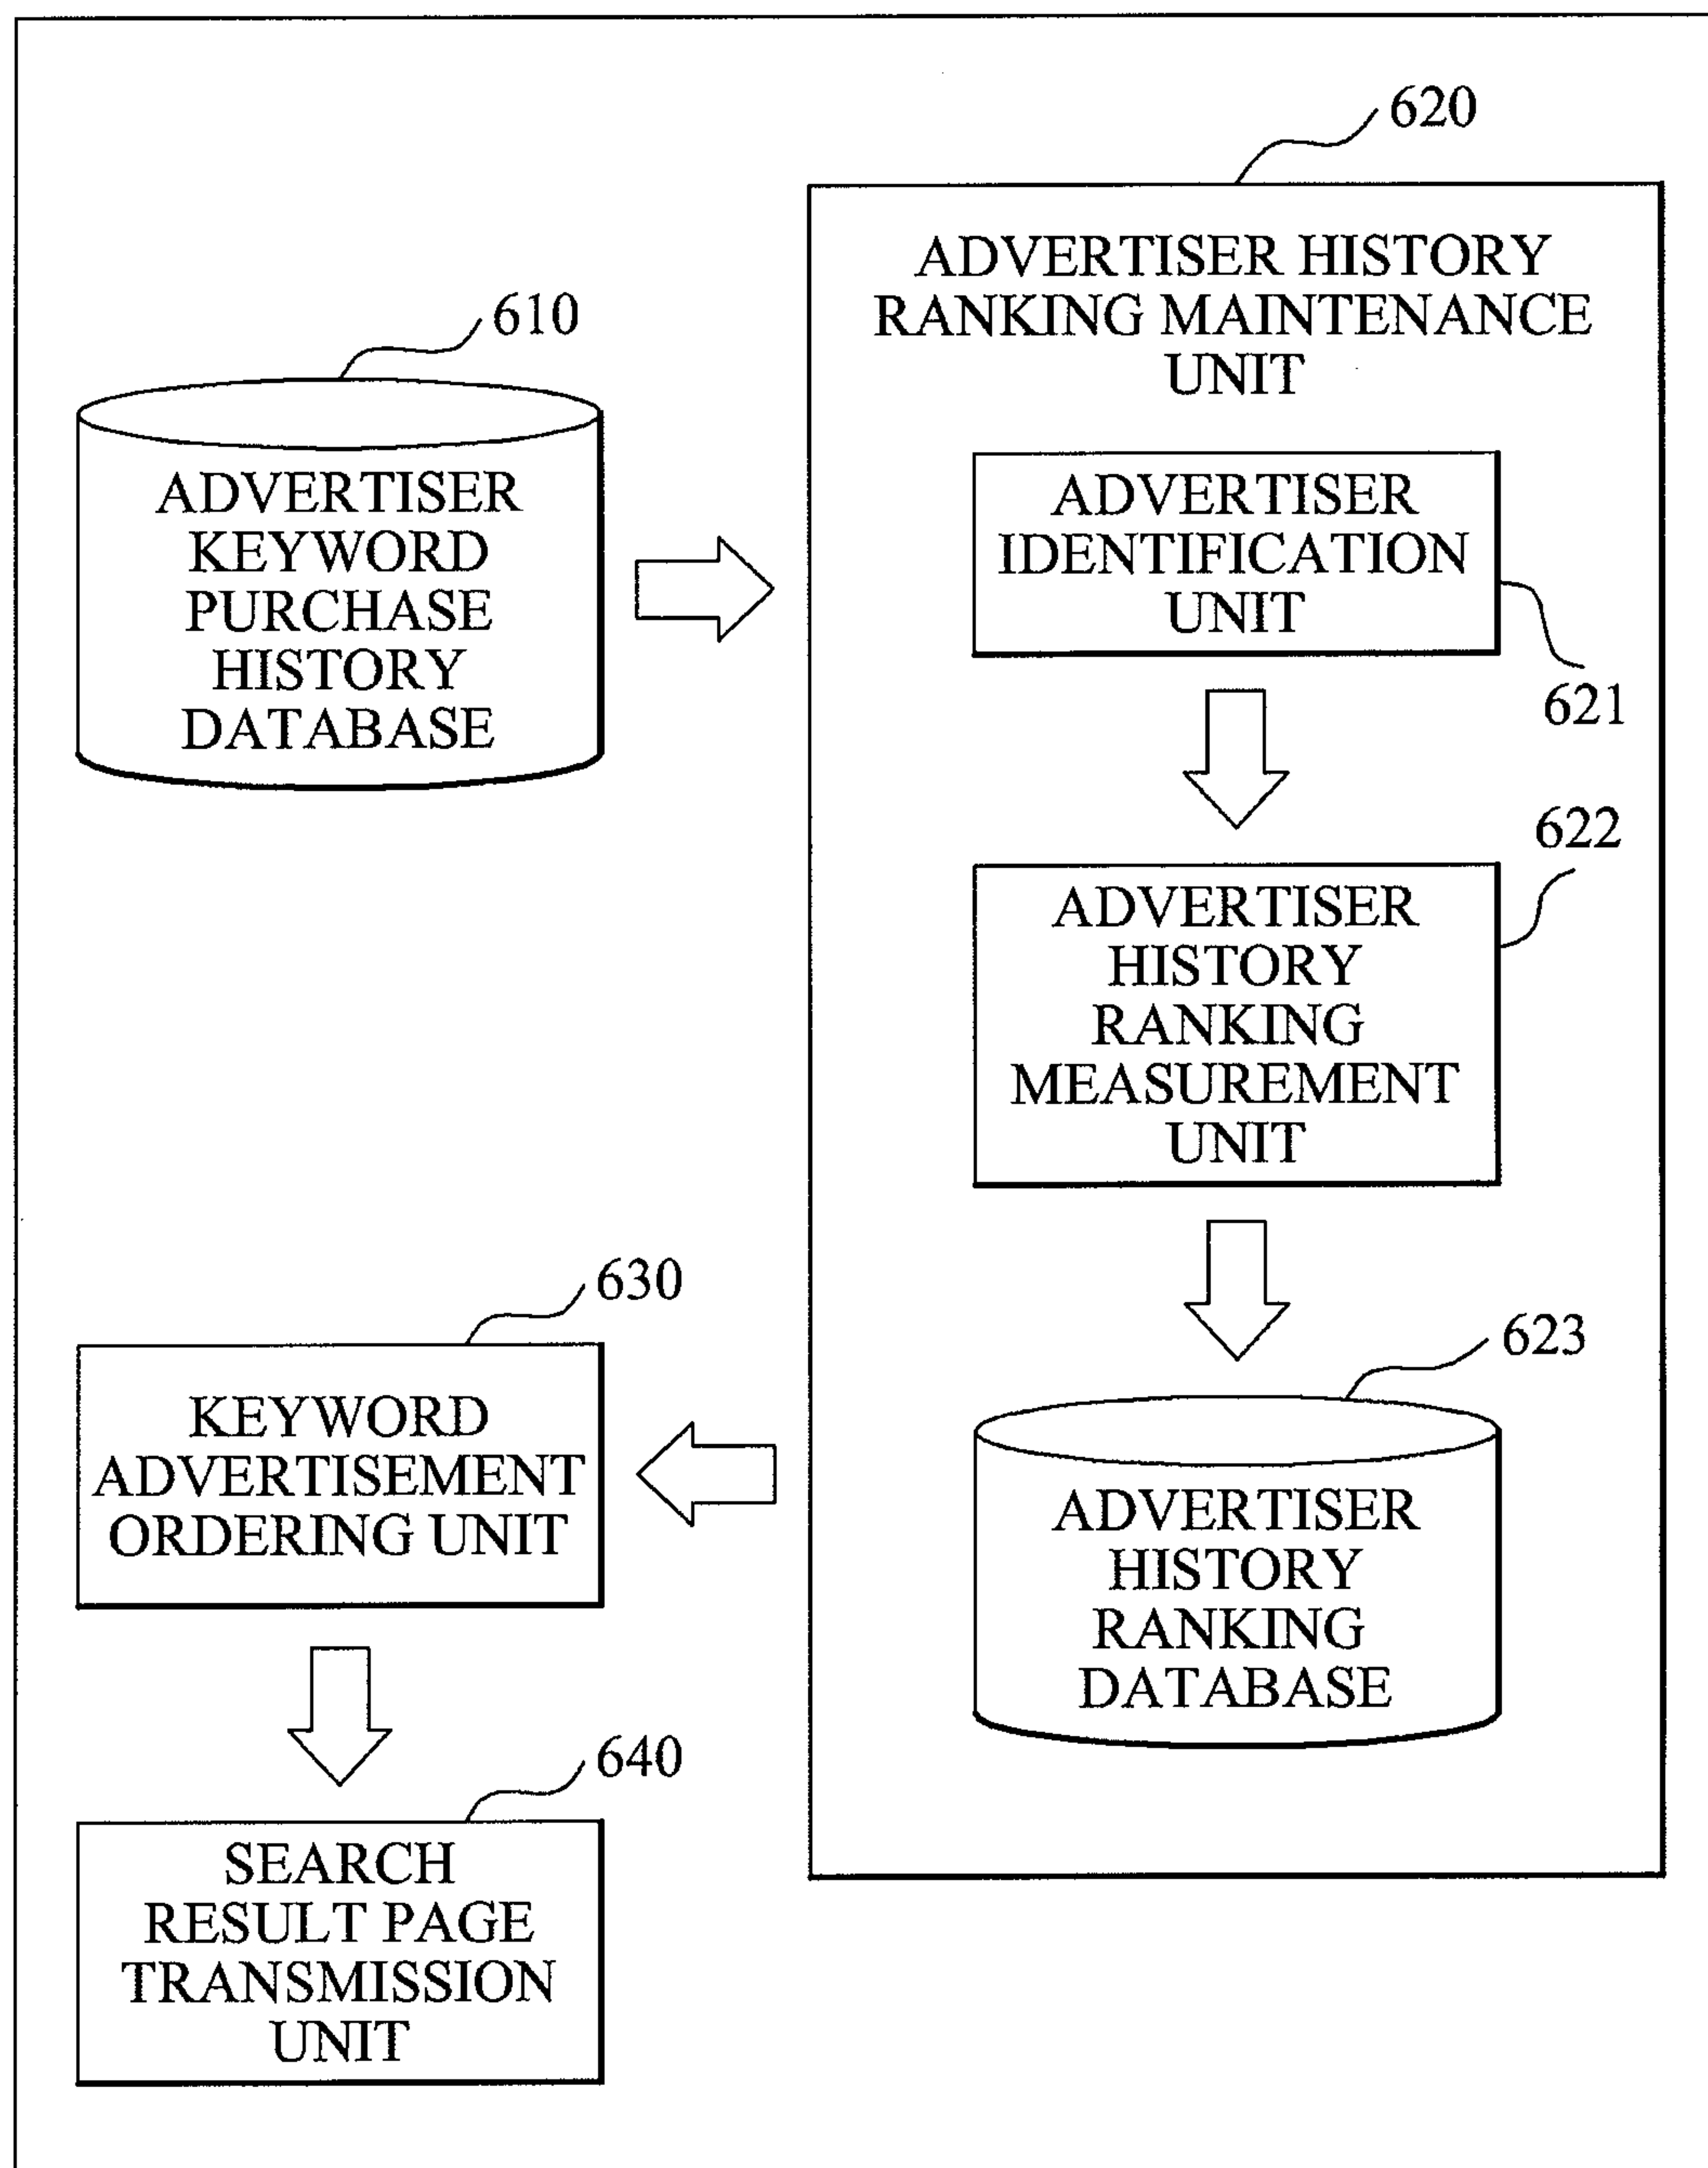 620
ADVERTISER HISTORY
RANKING MAINTENANCE
UNIT
610
ADVERTISER
KEYWORD
PURCHASE
HISTORY
DATABASE
ADVERTISER
IDENTIFICATION
UNIT
621
622
ADVERTISER
HISTORY
RANKING
MEASUREMENT
UNIT
630
KEYWORD
ADVERTISEMENT
ORDERING UNIT
623
ADVERTISER
HISTORY
RANKING
DATABASE
640
SEARCH
RESULT PAGE
TRANSMISSION
UNIT